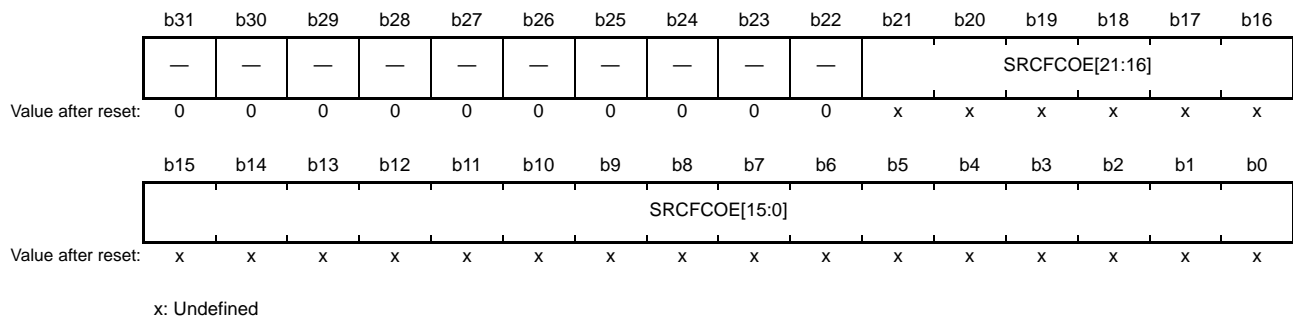 b31 b30 b29 b28 b27 b26 b25 b24 b23 b22 b21 b20 b19 b18 b17 b16
— — — — — — — — — — SRCFCOE[21:16]
Value after reset: 0 0 0 0 0 0 0 0 0 0 x x x x x x
b15 b14 b13 b12 b11 b10 b9 b8 b7 b6 b5 b4 b3 b2 b1 b0
SRCFCOE[15:0]
Value after reset: x x x x x x x x x x x x x x x x
x: Undefined